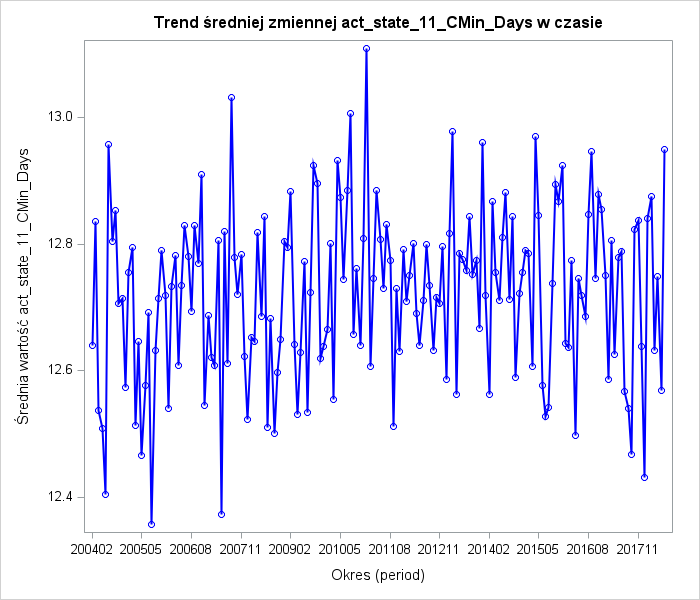 Trend średniej zmiennej act_state_11_CMin_Days w czasie
Średnia wartość act_state_11_CMin_Days
13.0
12.8
12.6
12.4
200402 200505 200608 200711 200902 201005 201108 201211 201402 201505 201608 201711
Okres (period)